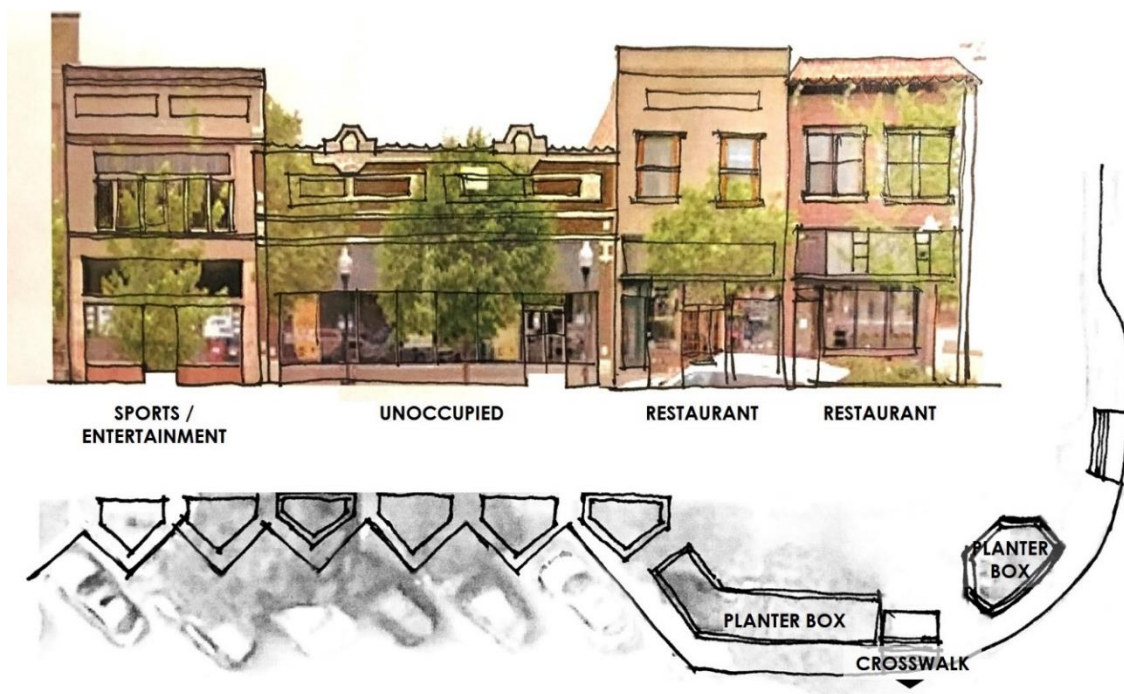 SPORTS /
ENTERTAINMENT
UNOCCUPIED
RESTAURANT
RESTAURANT
PLANTER
BOX
PLANTER BOX
CROSSWALK